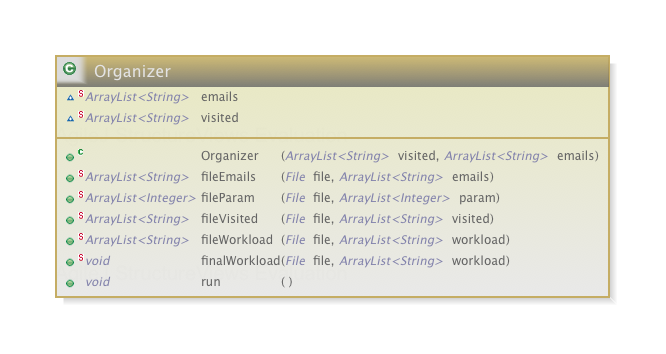 C Organizer
S ArrayList<String> emails
S ArrayList<String> visited
C Organizer (ArrayList<String> visited, ArrayList<String> emails)
S ArrayList<String> fileEmails (File file, ArrayList<String> emails)
S ArrayList<Integer> fileParam (File file, ArrayList<Integer> param)
S ArrayList<String> fileVisited (File file, ArrayList<String> visited)
S ArrayList<String> fileWorkload (File file, ArrayList<String> workload)
S void finalWorkload(File file, ArrayList<String> workload)
void run ( )